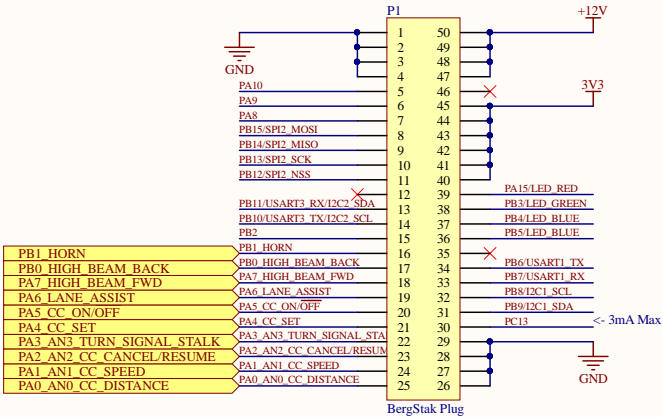 P1
+12V
1 50
2 49
3 48
GND
4 47
PA10 5 46
3V3
PA9 6 45
PA8 7 44
PB15/SPI2_MOSI 8 43
PB14/SPI2_MISO 9 42
PB13/SPI2_SCK 10 41
PB12/SPI2_NSS 11 40
12 39 PA15/LED_RED
PB11/USART3_RX/I2C2_SDA 13 38 PB3/LED_GREEN
PB10/USART3_TX/I2C2_SCL 14 37 PB4/LED_BLUE
PB2 15 36 PB5/LED_BLUE
PB1_HORN PB1_HORN 16 35
PB0_HIGH_BEAM_BACK PB0_HIGH_BEAM_BACK 17 34 PB6/USART1_TX
PA7_HIGH_BEAM_FWD PA7_HIGH_BEAM_FWD 18 33 PB7/USART1_RX
PA6_LANE_ASSIST PA6_LANE_ASSIST 19 32 PB8/I2C1_SCL
PA5_CC_ON/OFF PA5_CC_ON/OFF 20 31 PB9/I2C1_SDA
PA4_CC_SET PA4_CC_SET 21 30 PC13 <- 3mA Max
PA3_AN3_TURN_SIGNAL_STALK PA3_AN3_TURN_SIGNAL_STA 22 29
PA2_AN2_CC_CANCEL/RESUME PA2_AN2_CC_CANCEL/RESUM 23 28
PA1_AN1_CC_SPEED PA1_AN1_CC_SPEED 24 27
GND
PA0_AN0_CC_DISTANCE PA0_AN0_CC_DISTANCE 25 26
BergStak Plug